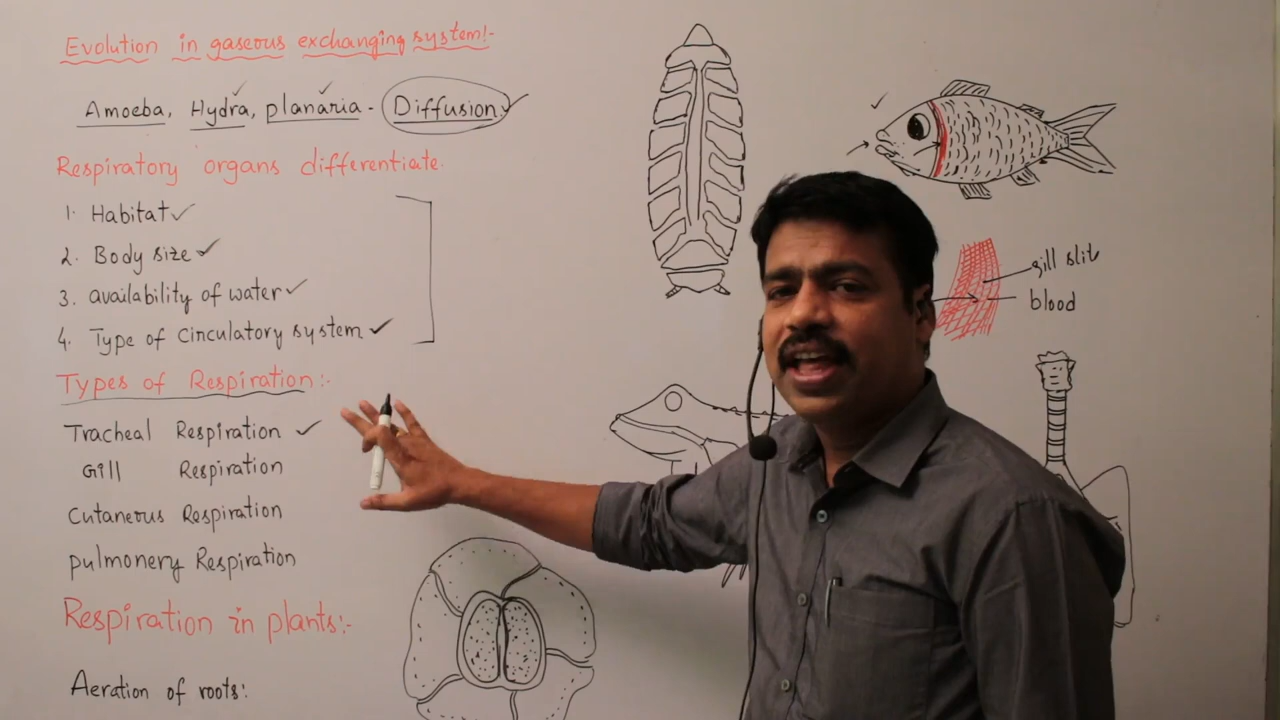 Evolution in gaseous exchanging system:-
Amoeba, Hydra, planaria - Diffusion
Respiratory organs differentiate.
1. Habitat
2. Body size
3. availability of water
4. Type of Circulatory system
Types of Respiration:-
Tracheal Respiration
Gill Respiration
Cutaneous Respiration
pulmonery Respiration
Respiration in plants:-
Aeration of roots:
gill slit
blood